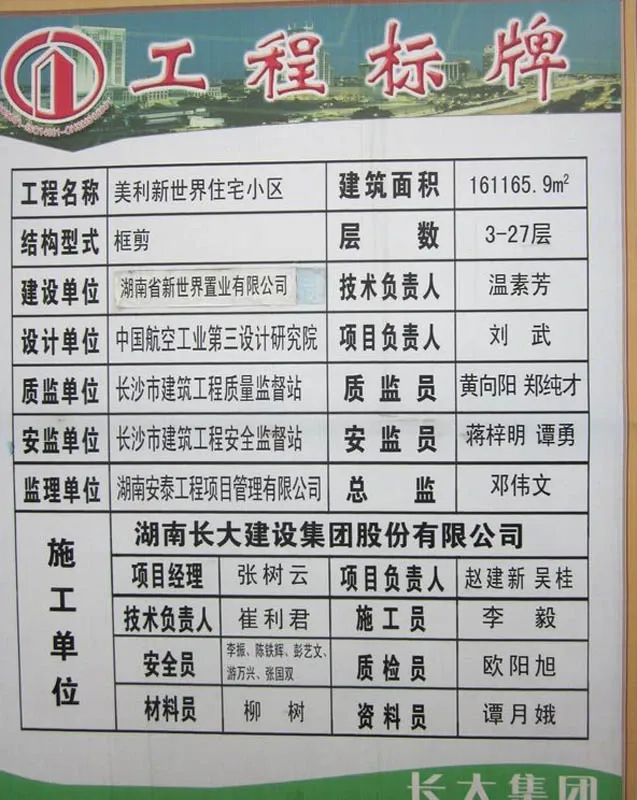 工程标牌
工程名称 美利新世界住宅小区 建筑面积 161165.9m²
结构型式 框剪 层数 3-27层
建设单位 湖南省新世界置业有限公司 技术负责人 温素芳
设计单位 中国航空工业第三设计研究院 项目负责人 刘武
质监单位 长沙市建筑工程质量监督站 质监员 黄向阳 郑纯才
安监单位 长沙市建筑工程安全监督站 安监员 蒋梓明 谭勇
监理单位 湖南安泰工程项目管理有限公司 总监 邓伟文
施工单位 湖南长大建设集团股份有限公司
项目经理 张树云 项目负责人 赵建新 吴桂
技术负责人 崔利君 施工员 李毅
安全员 李振、陈铁辉、彭艺文、
游万兴、张国双 质检员 欧阳旭
材料员 柳树 资料员 谭月娥
长大集团